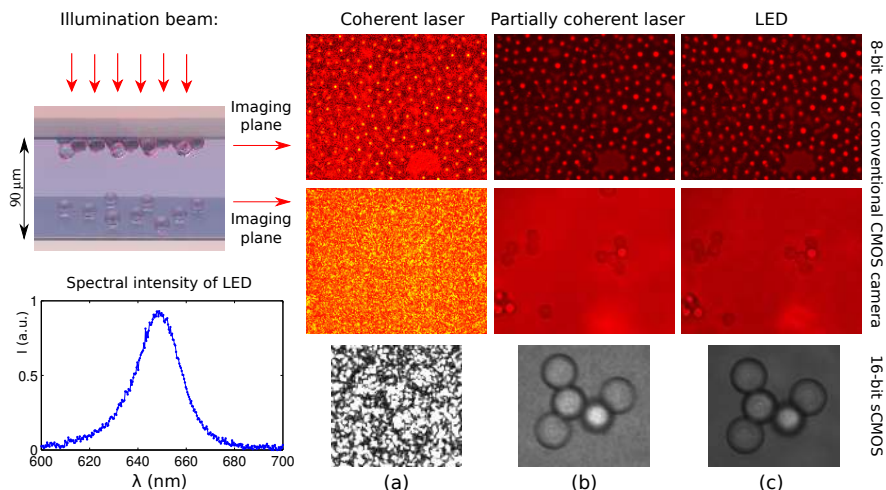 Illumination beam:
Coherent laser
Partially coherent laser
LED
Imaging
plane
90 μm
Imaging
plane
8-bit color conventional CMOS camera
16-bit sCMOS
Spectral intensity of LED
I (a.u.)
1
0.5
0
600 620 640 660 680 700
λ (nm)
(a)
(b)
(c)